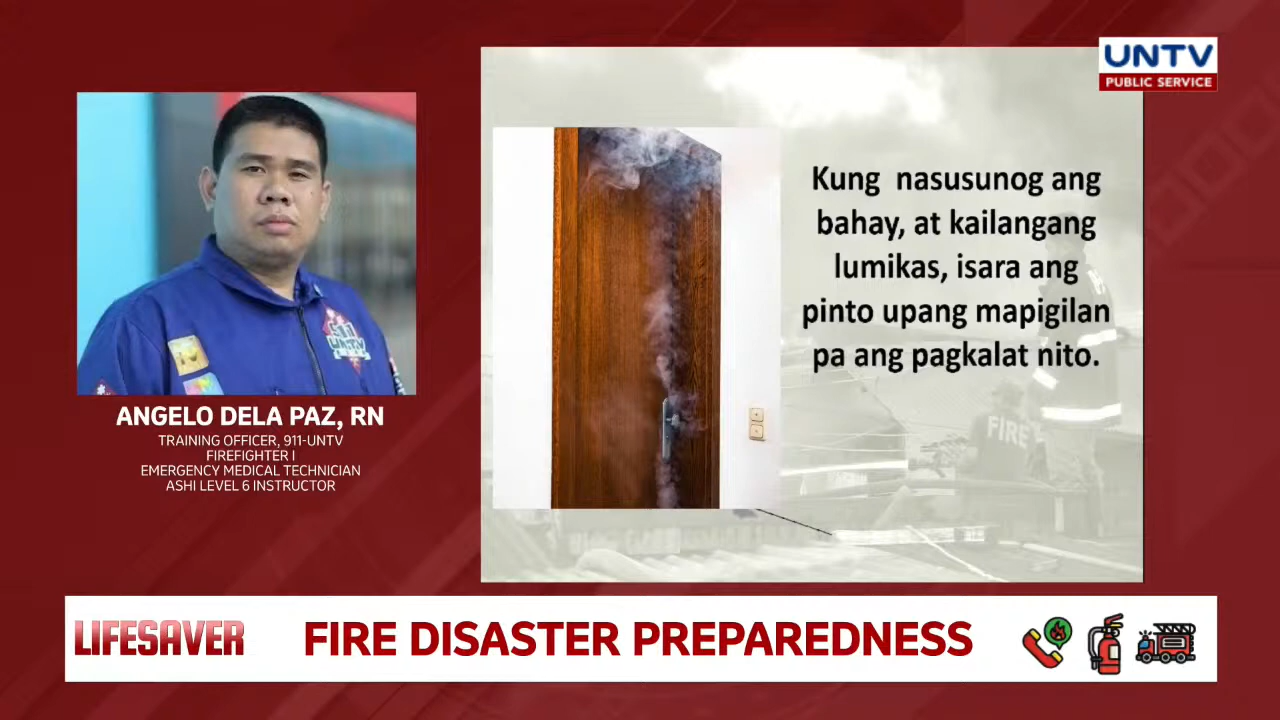 UNTV
PUBLIC SERVICE
Kung nasusunog ang
bahay, at kailangang
lumikas, isara ang
pinto upang mapigilan
pa ang pagkalat nito.
FIRE
ANGELO DELA PAZ, RN
TRAINING OFFICER, 911-UNTV
FIREFIGHTER I
EMERGENCY MEDICAL TECHNICIAN
ASHI LEVEL 6 INSTRUCTOR
LIFESAVER
FIRE DISASTER PREPAREDNESS